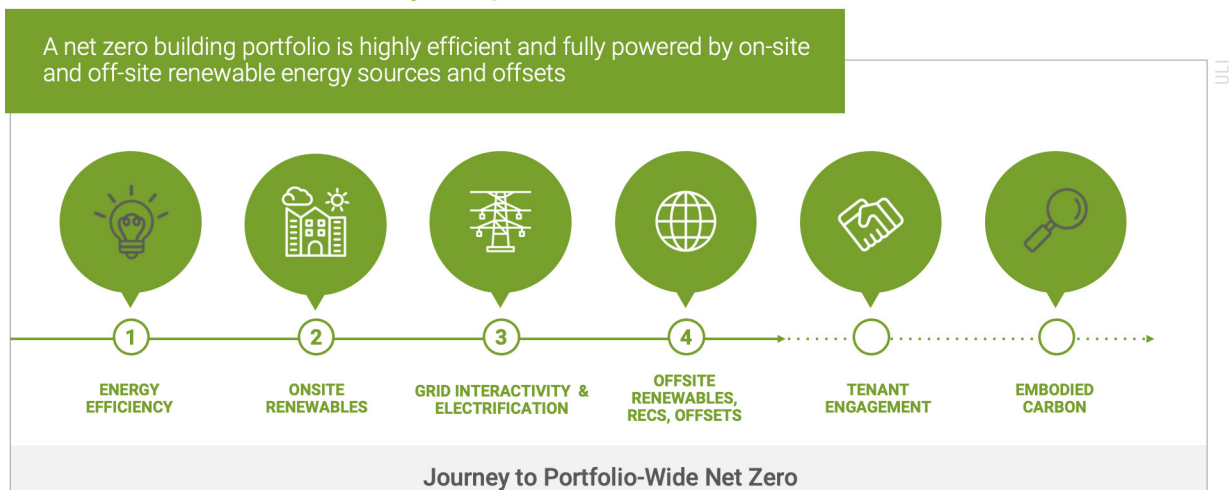 A net zero building portfolio is highly efficient and fully powered by on-site
and off-site renewable energy sources and offsets
ULI
1
2
3
4
ENERGY
EFFICIENCY
ONSITE
RENEWABLES
GRID INTERACTIVITY &
ELECTRIFICATION
OFFSITE
RENEWABLES,
RECS, OFFSETS
TENANT
ENGAGEMENT
EMBODIED
CARBON
Journey to Portfolio-Wide Net Zero